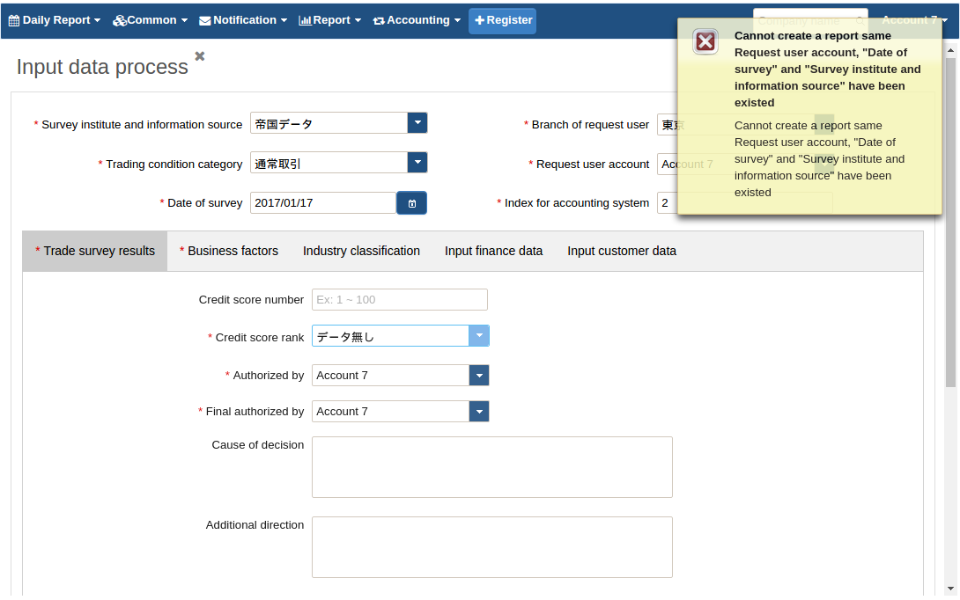 Daily Report Common Notification Report Accounting + Register Account 7
Input data process
Cannot create a report same
Request user account, "Date of
survey" and "Survey institute and
information source" have been
existed
Cannot create a report same
Request user account, "Date of
survey" and "Survey institute and
information source" have been
existed
* Survey institute and information source 帝国データ
* Branch of request user 東京
* Trading condition category 通常取引
* Request user account Account 7
* Date of survey 2017/01/17
* Index for accounting system 2
* Trade survey results * Business factors Industry classification Input finance data Input customer data
Credit score number Ex: 1 ~ 100
* Credit score rank データ無し
* Authorized by Account 7
* Final authorized by Account 7
Cause of decision
Additional direction